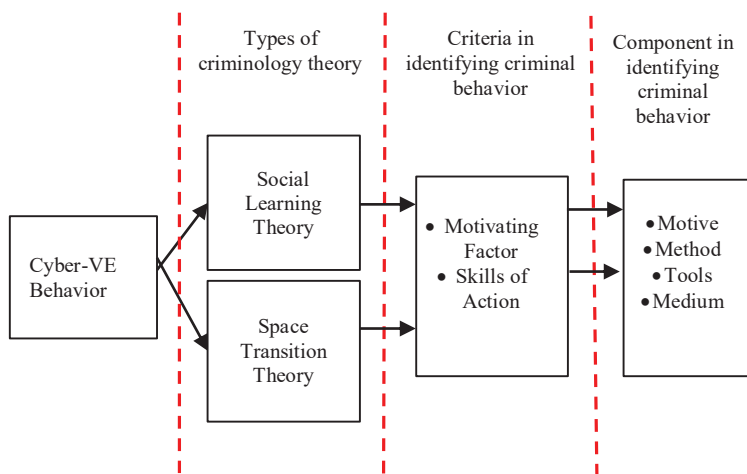 Types of
criminology theory
Criteria in
identifying criminal
behavior
Component in
identifying
criminal
behavior
Cyber-VE
Behavior
Social
Learning
Theory
Space
Transition
Theory
• Motivating
Factor
• Skills of
Action
• Motive
• Method
• Tools
• Medium